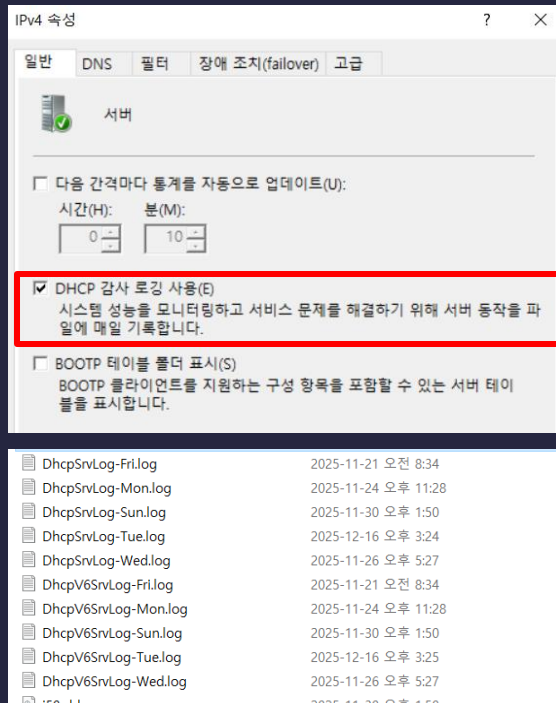 IPv4 속성 ? ×
일반 DNS 필터 장애 조치(failover) 고급
서버
다음 간격마다 통계를 자동으로 업데이트(U):
시간(H): 분(M):
0 10
DHCP 감사 로깅 사용(E)
시스템 성능을 모니터링하고 서비스 문제를 해결하기 위해 서버 동작을 파
일에 매일 기록합니다.
BOOTP 테이블 폴더 표시(S)
BOOTP 클라이언트를 지원하는 구성 항목을 포함할 수 있는 서버 테이
블을 표시합니다.
DhcpSrvLog-Fri.log 2025-11-21 오전 8:34
DhcpSrvLog-Mon.log 2025-11-24 오후 11:28
DhcpSrvLog-Sun.log 2025-11-30 오후 1:50
DhcpSrvLog-Tue.log 2025-12-16 오후 3:24
DhcpSrvLog-Wed.log 2025-11-26 오후 5:27
DhcpV6SrvLog-Fri.log 2025-11-21 오전 8:34
DhcpV6SrvLog-Mon.log 2025-11-24 오후 11:28
DhcpV6SrvLog-Sun.log 2025-11-30 오후 1:50
DhcpV6SrvLog-Tue.log 2025-12-16 오후 3:25
DhcpV6SrvLog-Wed.log 2025-11-26 오후 5:27